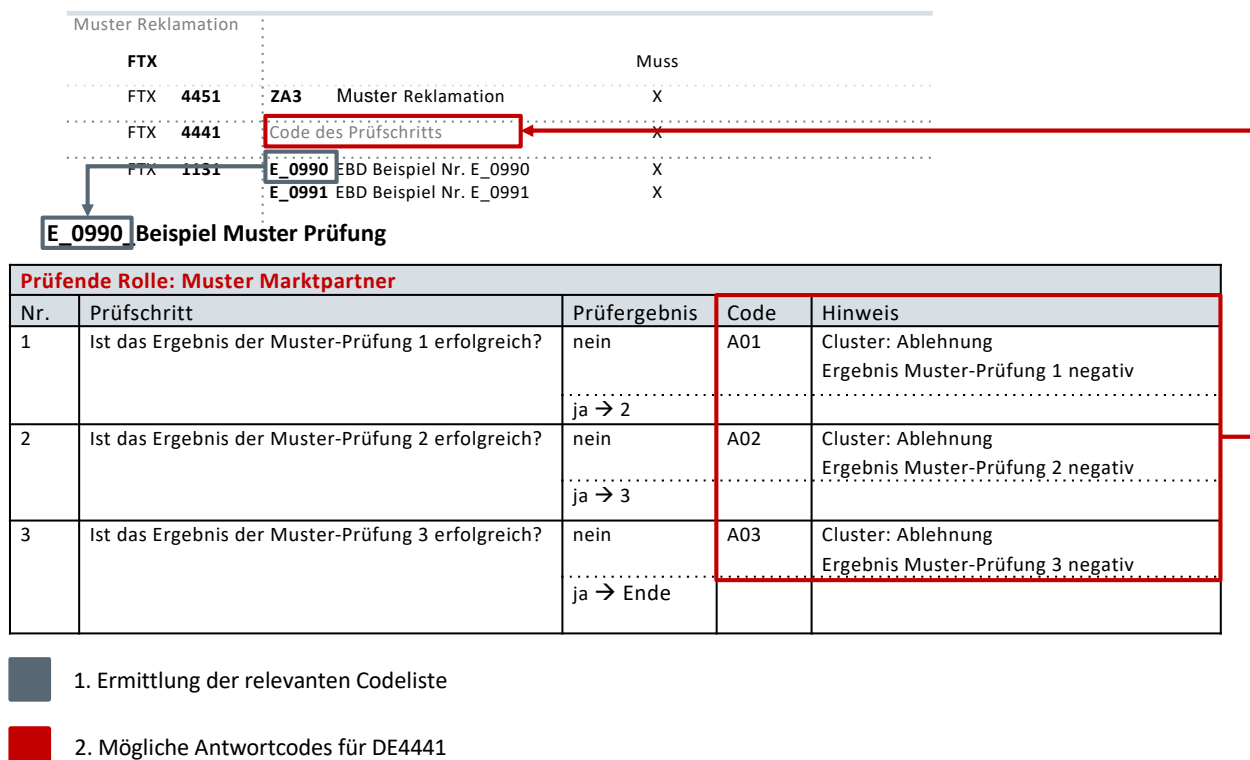 Muster Reklamation
FTX Muss
FTX 4451 ZA3 Muster Reklamation X
FTX 4441 Code des Prüfschritts X
FTX 1131 E_0990 EBD Beispiel Nr. E_0990 X
E_0991 EBD Beispiel Nr. E_0991 X
E_0990_Beispiel Muster Prüfung
Prüfende Rolle: Muster Marktpartner
Nr. Prüfschritt Prüfergebnis Code Hinweis
1 Ist das Ergebnis der Muster-Prüfung 1 erfolgreich? nein A01 Cluster: Ablehnung
Ergebnis Muster-Prüfung 1 negativ
ja → 2
2 Ist das Ergebnis der Muster-Prüfung 2 erfolgreich? nein A02 Cluster: Ablehnung
Ergebnis Muster-Prüfung 2 negativ
ja → 3
3 Ist das Ergebnis der Muster-Prüfung 3 erfolgreich? nein A03 Cluster: Ablehnung
Ergebnis Muster-Prüfung 3 negativ
ja → Ende
1. Ermittlung der relevanten Codeliste
2. Mögliche Antwortcodes für DE4441